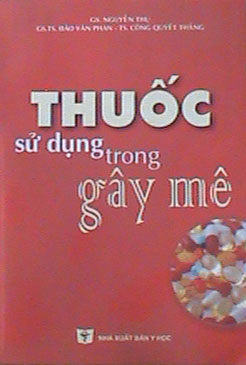 GS. NGUYỄN THỤ
GS.TS. ĐÀO VĂN PHAN - TS. CÔNG QUYẾT THẮNG
THUỐC
sử dụng trong
gây mê
NHÀ XUẤT BẢN Y HỌC